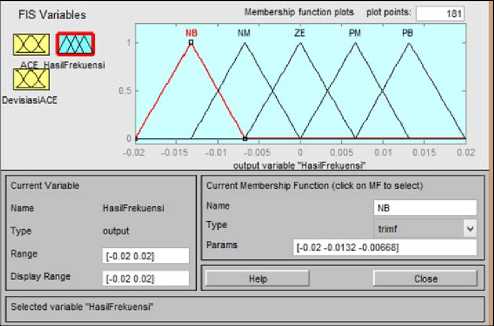 FIS Variables
Membership function plots
plot points:
181
ACE
HasilFrekuensi
DevisiasiACE
NB
NM
ZE
PM
PB
1
0.5
0
-0.02
-0.015
-0.01
-0.005
0
0.005
0.01
0.015
0.02
output variable "HasilFrekuensi"
Current Variable
Name
HasilFrekuensi
Type
output
Range
[-0.02 0.02]
Display Range
[-0.02 0.02]
Current Membership Function (click on MF to select)
Name
NB
Type
trimf
Params
[-0.02 -0.0132 -0.00668]
Help
Close
Selected variable "HasilFrekuensi"